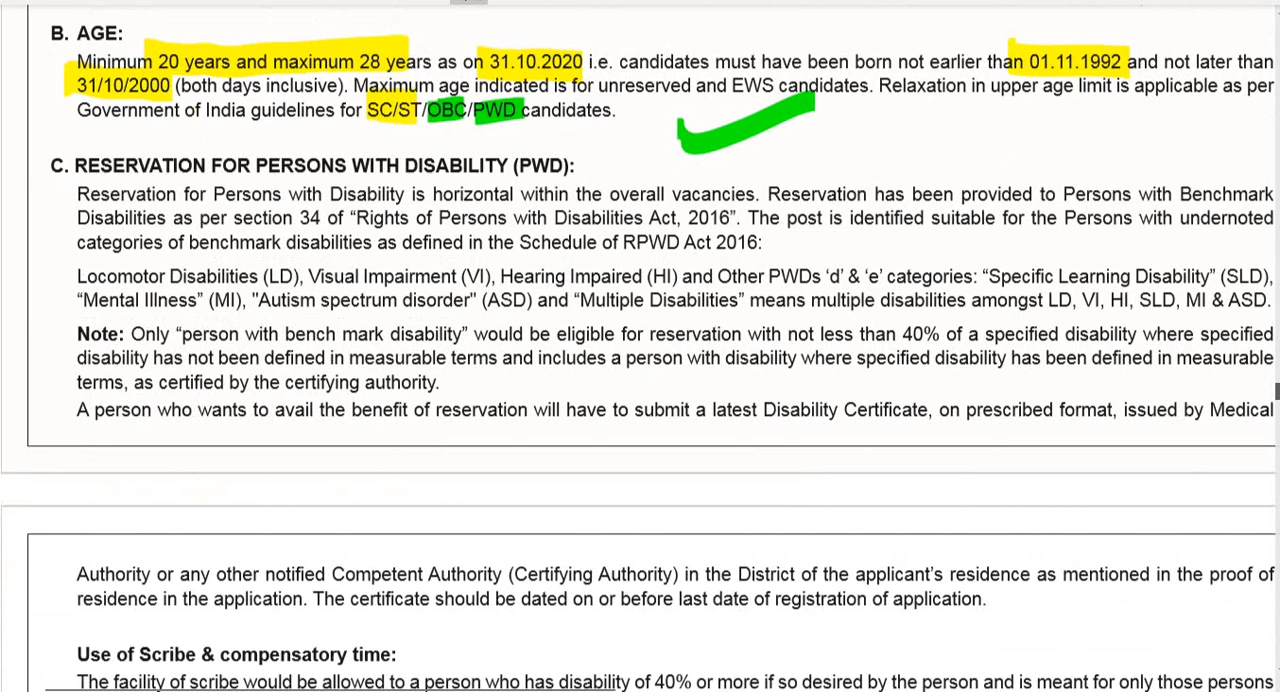 B. AGE:
Minimum 20 years and maximum 28 years as on 31.10.2020 i.e. candidates must have been born not earlier than 01.11.1992 and not later than
31/10/2000 (both days inclusive). Maximum age indicated is for unreserved and EWS candidates. Relaxation in upper age limit is applicable as per
Government of India guidelines for SC/ST/OBC/PWD candidates.
C. RESERVATION FOR PERSONS WITH DISABILITY (PWD):
Reservation for Persons with Disability is horizontal within the overall vacancies. Reservation has been provided to Persons with Benchmark
Disabilities as per section 34 of “Rights of Persons with Disabilities Act, 2016”. The post is identified suitable for the Persons with undernoted
categories of benchmark disabilities as defined in the Schedule of RPWD Act 2016:
Locomotor Disabilities (LD), Visual Impairment (VI), Hearing Impaired (HI) and Other PWDs ‘d’ & ‘e’ categories: “Specific Learning Disability” (SLD),
“Mental Illness” (MI), "Autism spectrum disorder" (ASD) and “Multiple Disabilities” means multiple disabilities amongst LD, VI, HI, SLD, MI & ASD.
Note: Only “person with bench mark disability” would be eligible for reservation with not less than 40% of a specified disability where specified
disability has not been defined in measurable terms and includes a person with disability where specified disability has been defined in measurable
terms, as certified by the certifying authority.
A person who wants to avail the benefit of reservation will have to submit a latest Disability Certificate, on prescribed format, issued by Medical
Authority or any other notified Competent Authority (Certifying Authority) in the District of the applicant’s residence as mentioned in the proof of
residence in the application. The certificate should be dated on or before last date of registration of application.
Use of Scribe & compensatory time:
The facility of scribe would be allowed to a person who has disability of 40% or more if so desired by the person and is meant for only those persons